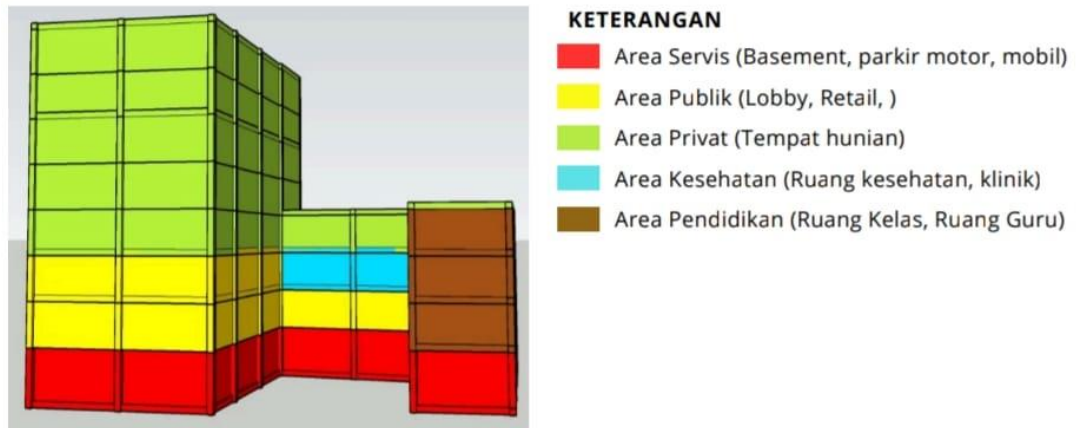 KETERANGAN
Area Servis (Basement, parkir motor, mobil)
Area Publik (Lobby, Retail, )
Area Privat (Tempat hunian)
Area Kesehatan (Ruang kesehatan, klinik)
Area Pendidikan (Ruang Kelas, Ruang Guru)